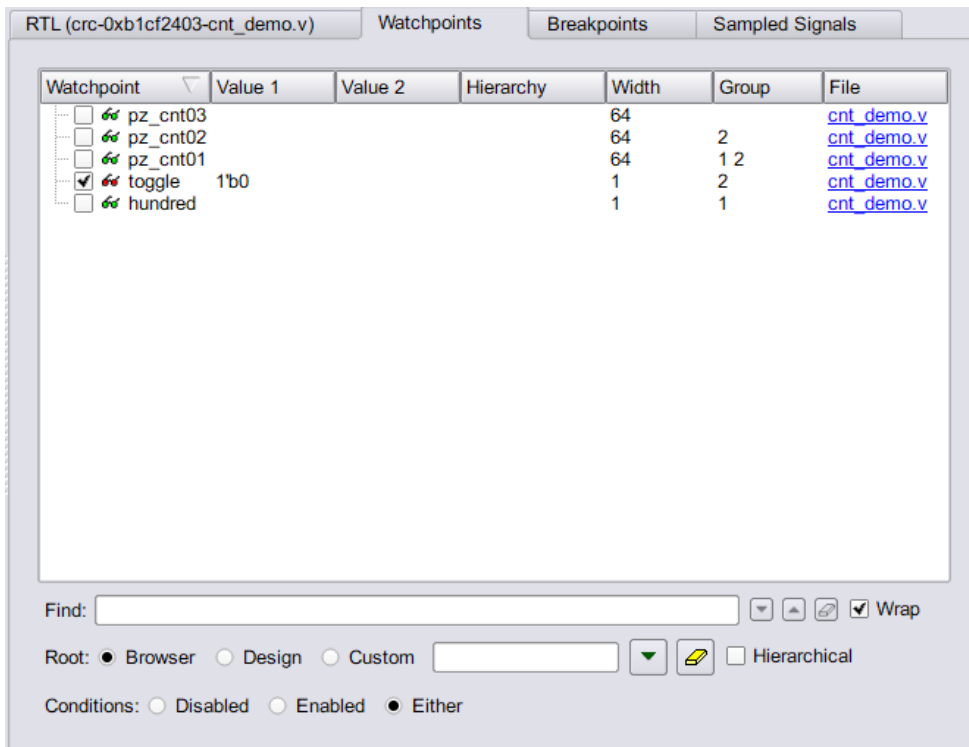 RTL (crc-0xb1cf2403-cnt_demo.v) Watchpoints Breakpoints Sampled Signals
Watchpoint Value 1 Value 2 Hierarchy Width Group File
pz_cnt03 64 cnt_demo.v
pz_cnt02 64 2 cnt_demo.v
pz_cnt01 64 1 2 cnt_demo.v
toggle 1'b0 1 2 cnt_demo.v
hundred 1 1 cnt_demo.v
Find: Wrap
Root: Browser Design Custom Hierarchical
Conditions: Disabled Enabled Either